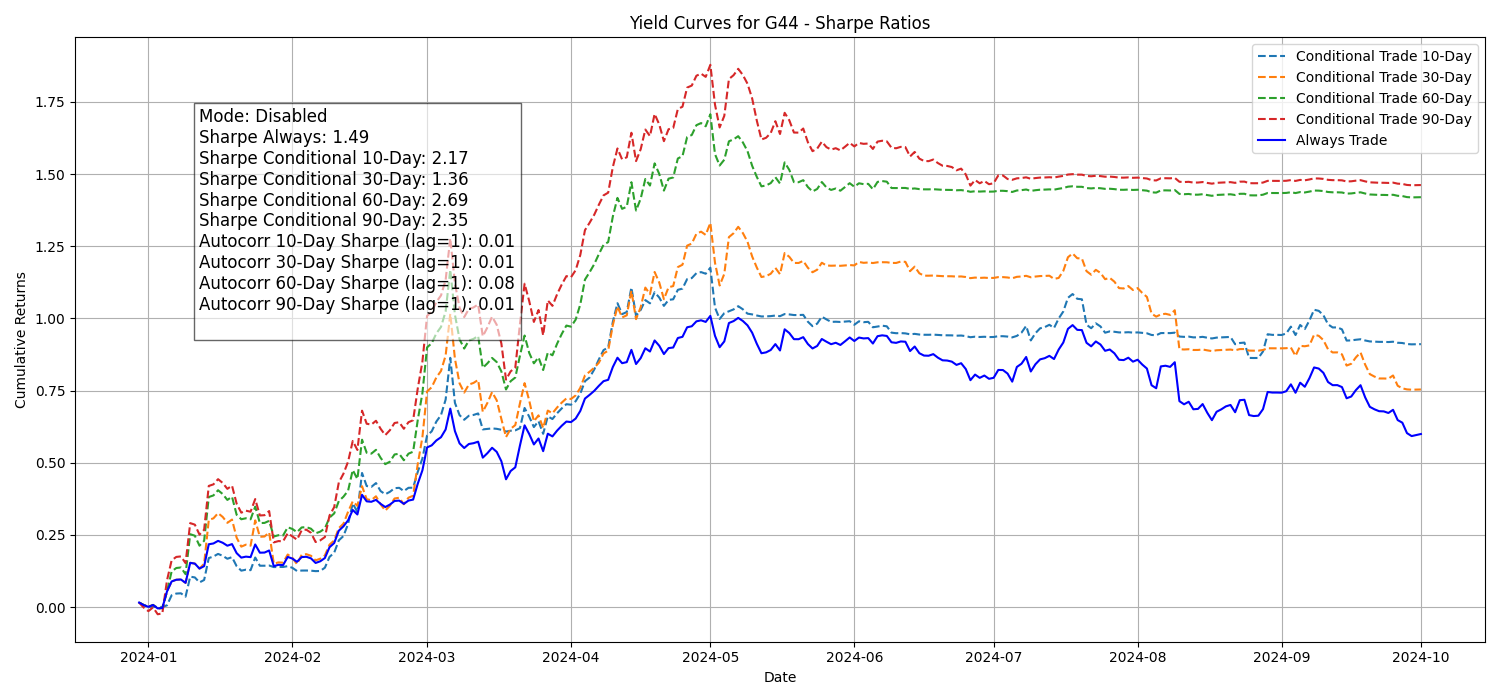 Yield Curves for G44 - Sharpe Ratios
Conditional Trade 10-Day
Conditional Trade 30-Day
Conditional Trade 60-Day
Conditional Trade 90-Day
Always Trade
Mode: Disabled
Sharpe Always: 1.49
Sharpe Conditional 10-Day: 2.17
Sharpe Conditional 30-Day: 1.36
Sharpe Conditional 60-Day: 2.69
Sharpe Conditional 90-Day: 2.35
Autocorr 10-Day Sharpe (lag=1): 0.01
Autocorr 30-Day Sharpe (lag=1): 0.01
Autocorr 60-Day Sharpe (lag=1): 0.08
Autocorr 90-Day Sharpe (lag=1): 0.01
Cumulative Returns
1.75
1.50
1.25
1.00
0.75
0.50
0.25
0.00
2024-01 2024-02 2024-03 2024-04 2024-05 2024-06 2024-07 2024-08 2024-09 2024-10
Date